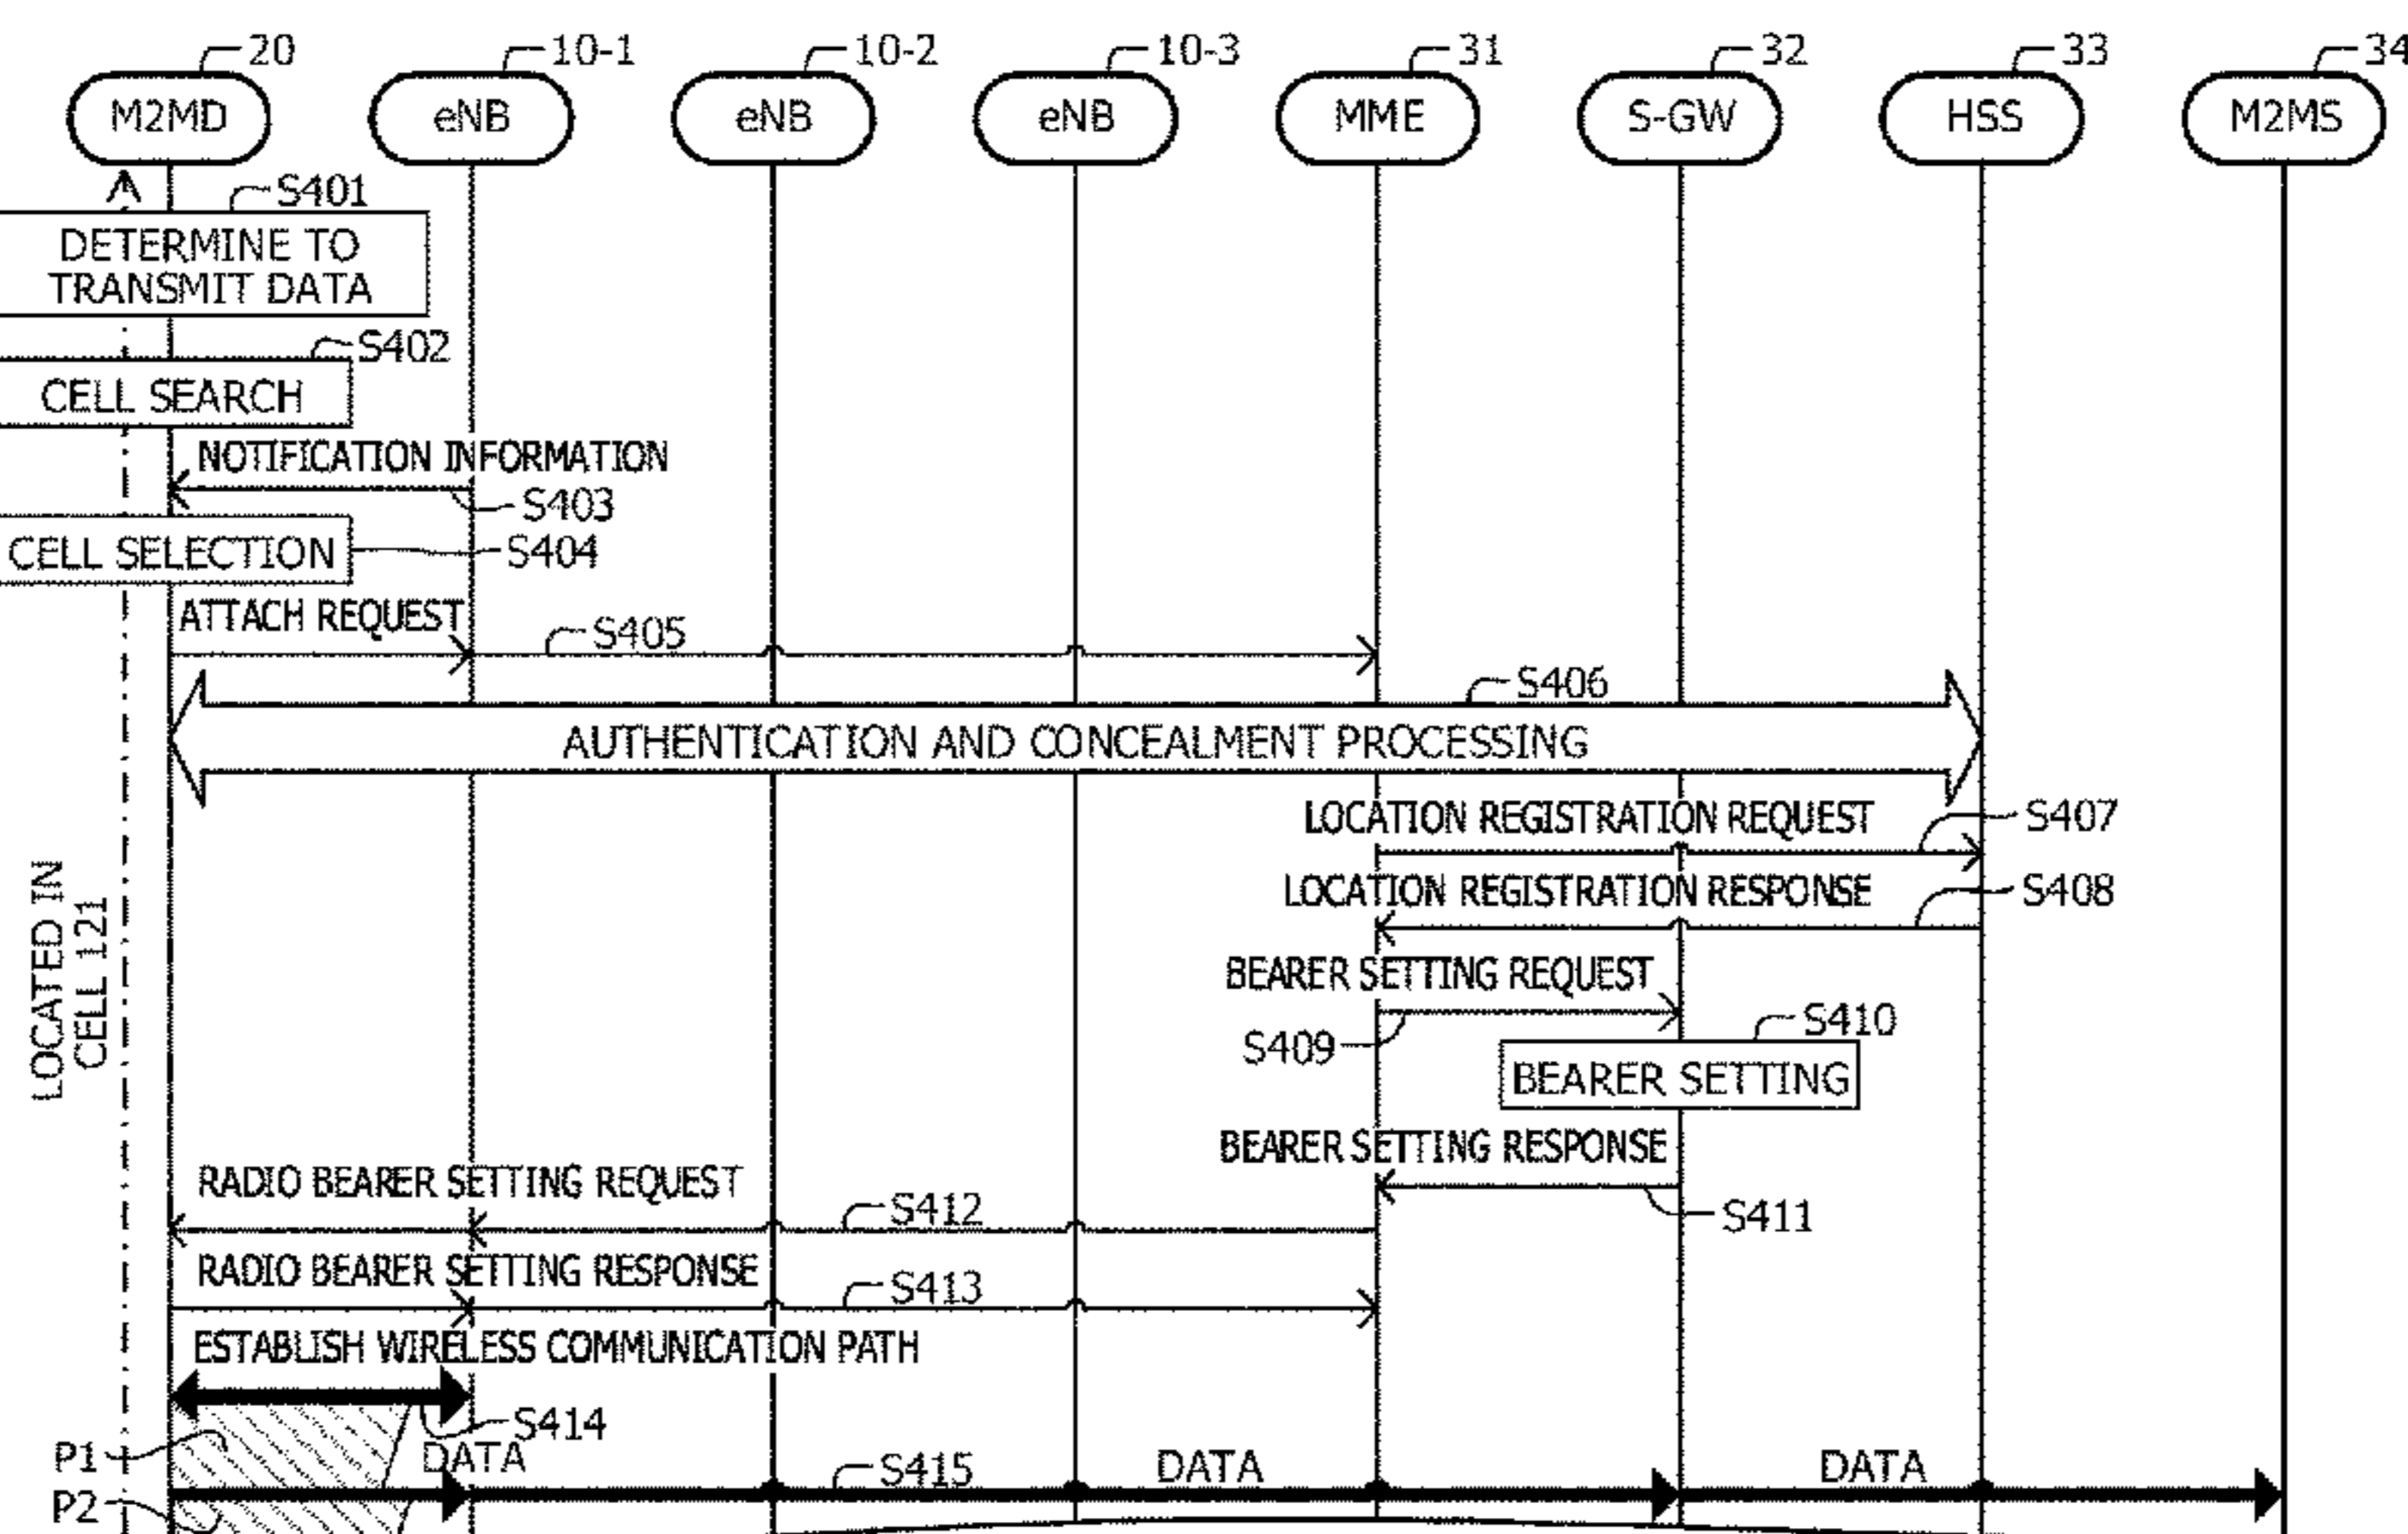 20 10-1 10-2 10-3 31 32 33 34
M2MD eNB eNB eNB MME S-GW HSS M2MS
S401
DETERMINE TO
TRANSMIT DATA
S402
CELL SEARCH
NOTIFICATION INFORMATION
S403
CELL SELECTION S404
ATTACH REQUEST
S405
S406
AUTHENTICATION AND CONCEALMENT PROCESSING
LOCATION REGISTRATION REQUEST S407
LOCATION REGISTRATION RESPONSE S408
LOCATED IN
CELL 121
BEARER SETTING REQUEST
S409
S410
BEARER SETTING
BEARER SETTING RESPONSE
S411
RADIO BEARER SETTING REQUEST
S412
RADIO BEARER SETTING RESPONSE
S413
ESTABLISH WIRELESS COMMUNICATION PATH
S414
P1
DATA S415 DATA DATA
P2